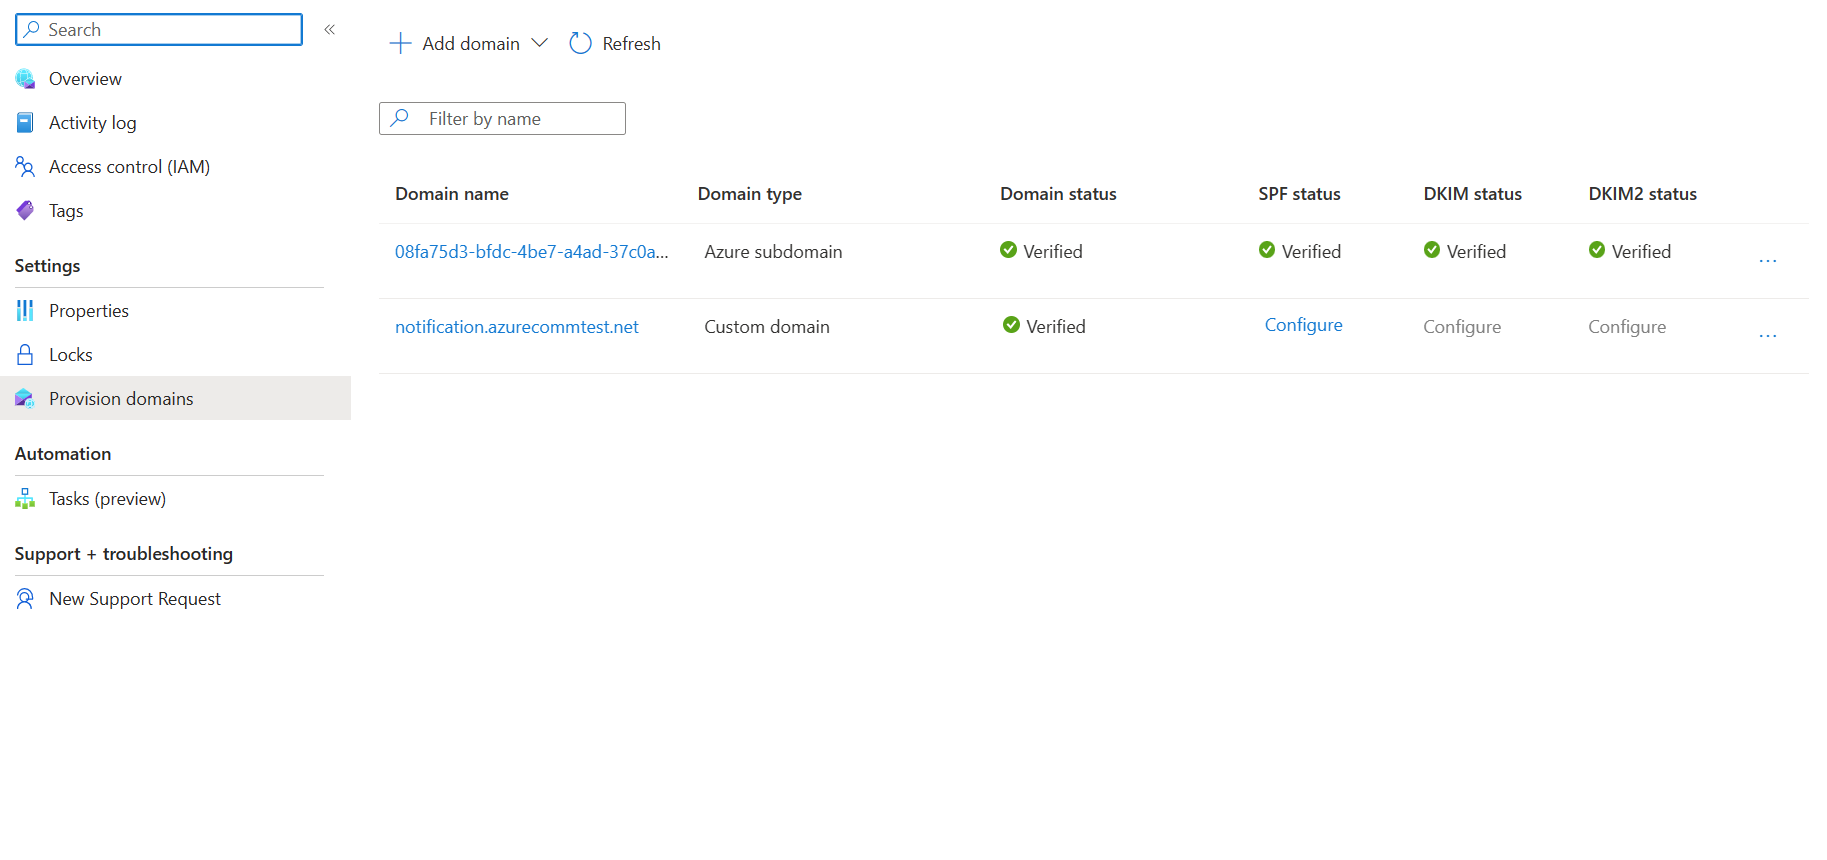 Search
«
Overview
Activity log
Access control (IAM)
Tags
Settings
Properties
Locks
Provision domains
Automation
Tasks (preview)
Support + troubleshooting
New Support Request
Add domain
Refresh
Filter by name
Domain name Domain type Domain status SPF status DKIM status DKIM2 status
08fa75d3-bfdc-4be7-a4ad-37c0a... Azure subdomain Verified Verified Verified Verified ...
notification.azurecommtest.net Custom domain Verified Configure Configure Configure ...